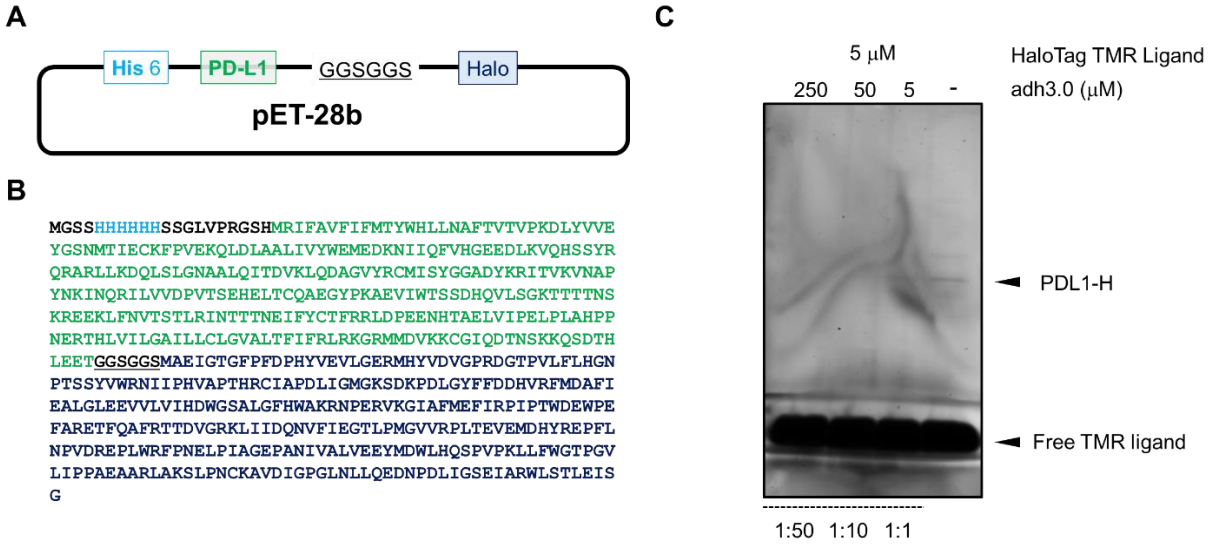 A
His 6 PD-L1 GGSGGS Halo
pET-28b
B
MGSSHHHHHHSSGLVPRGSHMRIFAVFIFMTYWHLLNAFTVTVPKDLYVVE
YGSNMTIECKFPVEKQLDLAALIVYWEMEDKNIIQFVHGEEDLKVQHSSYR
QRARLLKDQLSLGNAALQITDVKLQDAGVYRCMISYGGADYKRITVKVNAP
YNKINQRILVVDPVTSEHELTCQAEGYPKAEVIWTSSDHQVLSGKTTTTNS
KREEKLFNVTSTLRINTTTNEIFYCTFRRLDPEENHTAELVIPELPLAHPP
NERTHLVILGAILLCLGVALTFIFRLRKGRMMDVKKCGIQDTNSKKQSDTH
LEETGGSGGSMAEIGTGFPFDPHYVEVLGERMHYVDVGPRDGTPVLFLHGN
PTSSYVWRNIIPHVAPTHRCIAPDLIGMGKSDKPDLGYFFDDHVRFMDAFI
EALGLEEVVLVIHDWGSALGFHWAKRNPERVKGIAFMEFIRPIPTWDEWPE
FARETFQAFRTTDVGRKLIIDQNVFIEGTLPMGVVRPLTEVEMDHYREPFL
NPVDREPLWRFPNELPIAGEPANIVALVEEYMDWLHQSPVPKLLFWGTPGV
LIPPAEAARLAKSLPNCKAVDIGPGLNLLQEDNPDLIGSEIARWLSTLEIS
G
C
5 μM HaloTag TMR Ligand
250 50 5 - adh3.0 (μM)
PDL1-H
Free TMR ligand
1:50 1:10 1:1